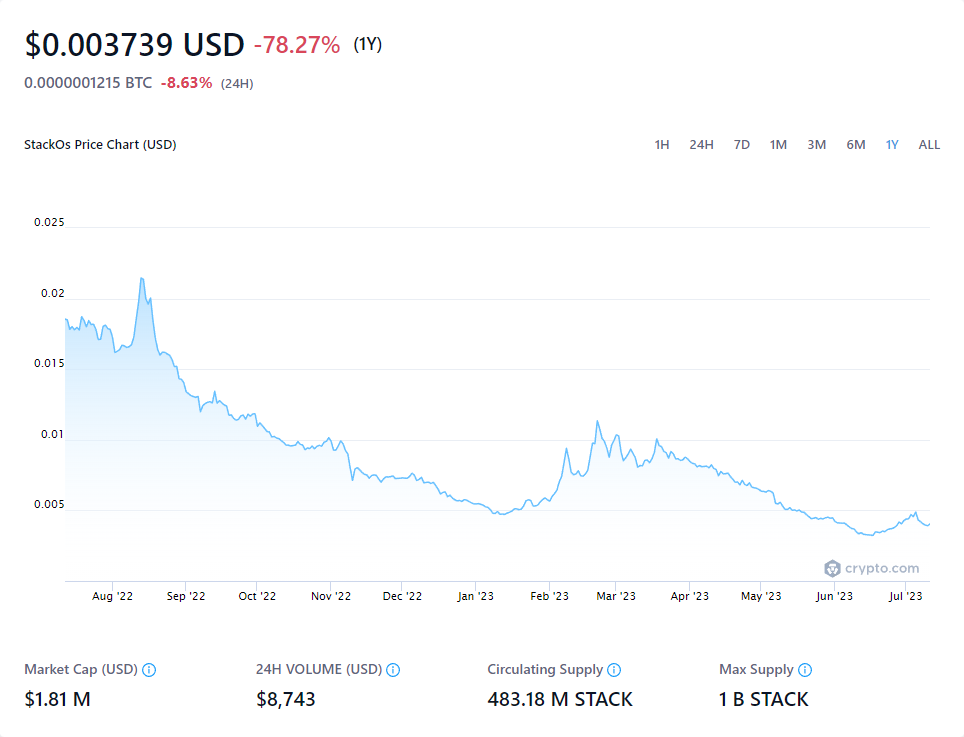 $0.003739 USD -78.27% (1Y)
0.0000001215 BTC -8.63% (24H)
StackOs Price Chart (USD) 1H 24H 7D 1M 3M 6M 1Y ALL
0.025
0.02
0.015
0.01
0.005
crypto.com
Aug '22 Sep '22 Oct '22 Nov '22 Dec '22 Jan '23 Feb '23 Mar '23 Apr '23 May '23 Jun '23 Jul '23
Market Cap (USD) 24H VOLUME (USD) Circulating Supply Max Supply
$1.81 M $8,743 483.18 M STACK 1 B STACK